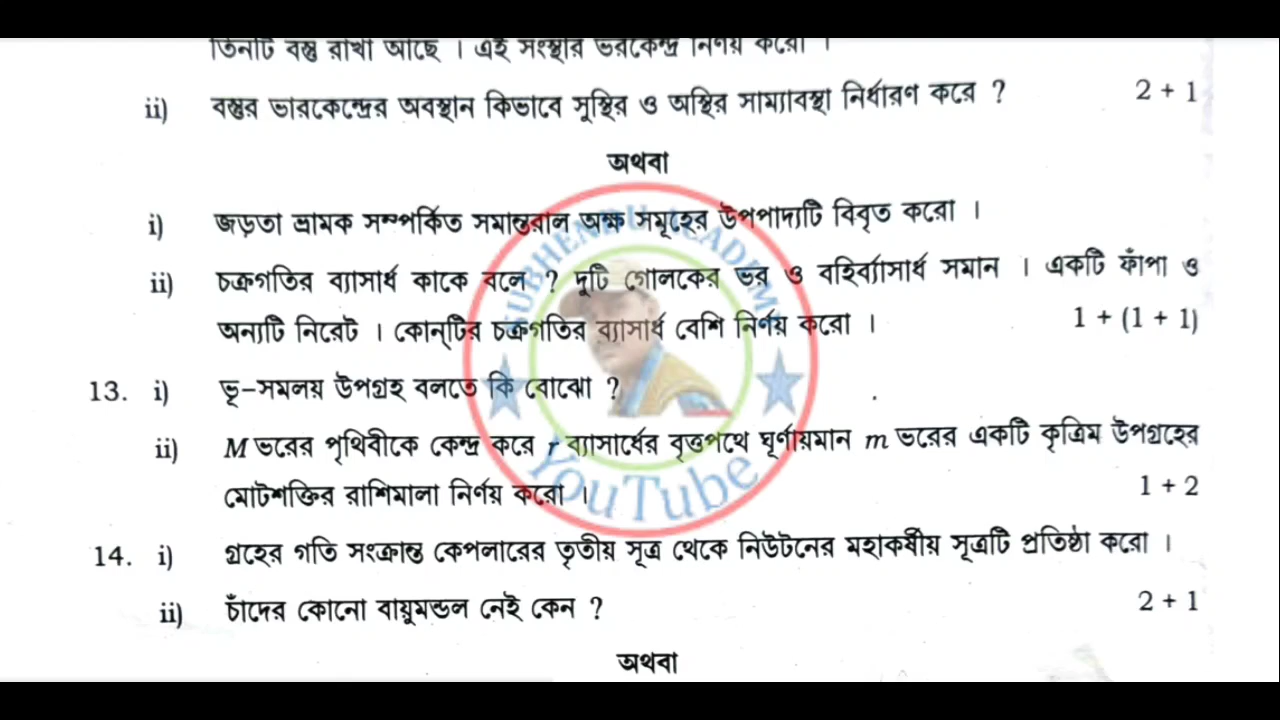 তিনটি বস্তু রাখা আছে । এই সংস্থার ভরকেন্দ্র নির্ণয় করো ।
ii) বস্তুর ভারকেন্দ্রের অবস্থান কিভাবে সুস্থির ও অস্থির সাম্যাবস্থা নির্ধারণ করে ? 2 + 1
অথবা
i) জড়তা ভ্রামক সম্পর্কিত সমান্তরাল অক্ষ সমূহের উপপাদ্যটি বিবৃত করো ।
ii) চক্রগতির ব্যাসার্ধ কাকে বলে ? দুটি গোলকের ভর ও বহির্ব্যাসার্ধ সমান । একটি ফাঁপা ও
অন্যটি নিরেট । কোন্‌টির চক্রগতির ব্যাসার্ধ বেশি নির্ণয় করো । 1 + (1 + 1)
13. i) ভূ-সমলয় উপগ্রহ বলতে কি বোঝো ?
ii) M ভরের পৃথিবীকে কেন্দ্র করে r ব্যাসার্ধের বৃত্তপথে ঘূর্ণায়মান m ভরের একটি কৃত্রিম উপগ্রহের
মোটশক্তির রাশিমালা নির্ণয় করো । 1 + 2
14. i) গ্রহের গতি সংক্রান্ত কেপলারের তৃতীয় সূত্র থেকে নিউটনের মহাকর্ষীয় সূত্রটি প্রতিষ্ঠা করো ।
ii) চাঁদের কোনো বায়ুমন্ডল নেই কেন ? 2 + 1
অথবা
SUBHENDU ACADEMY
YouTube